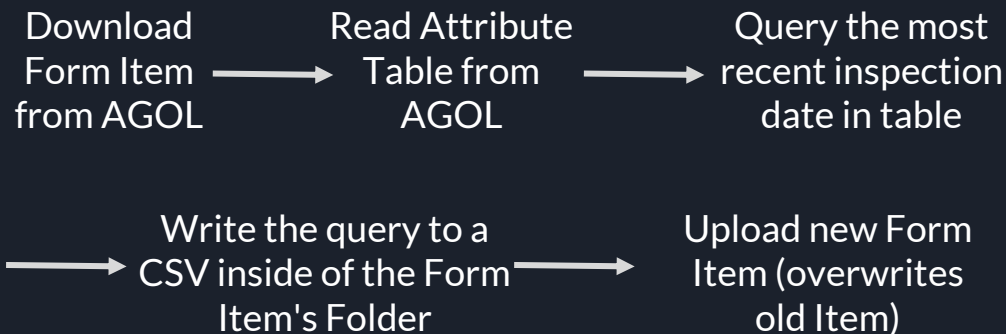 Download
Form Item
from AGOL
Read Attribute
Table from
AGOL
Query the most
recent inspection
date in table
Write the query to a
CSV inside of the Form
Item's Folder
Upload new Form
Item (overwrites
old Item)